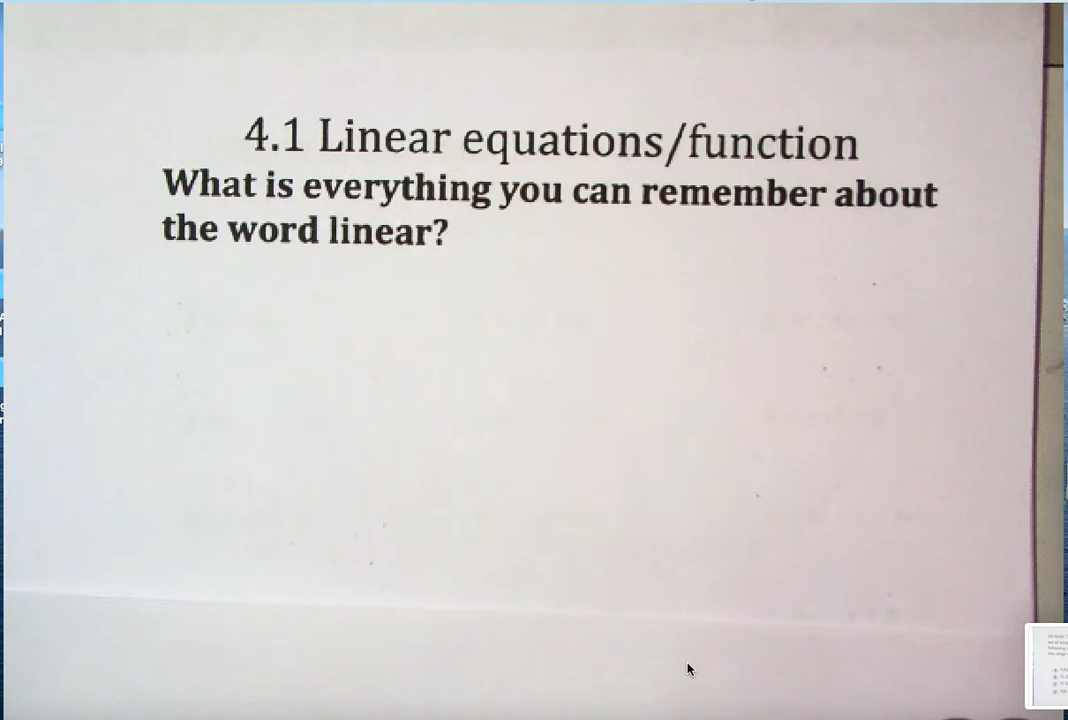 4.1 Linear equations/function
What is everything you can remember about
the word linear?